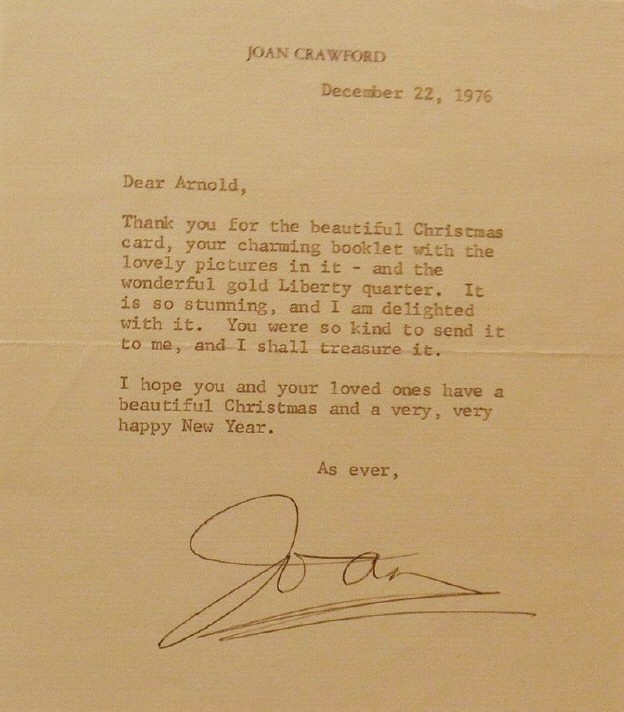 JOAN CRAWFORD
December 22, 1976
Dear Arnold,
Thank you for the beautiful Christmas
card, your charming booklet with the
lovely pictures in it - and the
wonderful gold Liberty quarter.  It
is so stunning, and I am delighted
with it.  You were so kind to send it
to me, and I shall treasure it.
I hope you and your loved ones have a
beautiful Christmas and a very, very
happy New Year.
As ever,
Joan